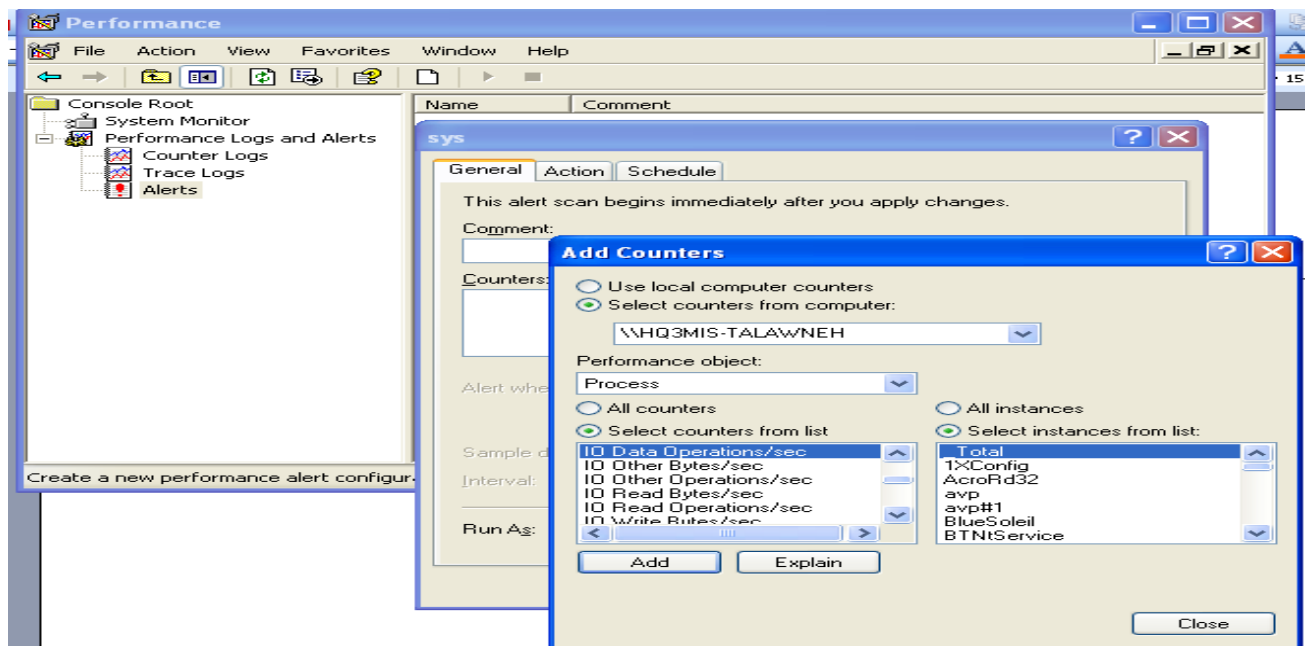 Performance
File Action View Favorites Window Help
Console Root
System Monitor
Performance Logs and Alerts
Counter Logs
Trace Logs
Alerts
Name Comment
Create a new performance alert configur
sys
General Action Schedule
This alert scan begins immediately after you apply changes.
Comment:
Counters:
Alert whe
Sample d
Interval:
Run As:
Add Counters
Use local computer counters
Select counters from computer:
\\HQ3MIS-TALAWNEH
Performance object:
Process
All counters
Select counters from list
IO Data Operations/sec
IO Other Bytes/sec
IO Other Operations/sec
IO Read Bytes/sec
IO Read Operations/sec
IO Write Bytes/sec
All instances
Select instances from list:
_Total
1XConfig
AcroRd32
avp
avp#1
BlueSoleil
BTNtService
Add Explain
Close
A
15